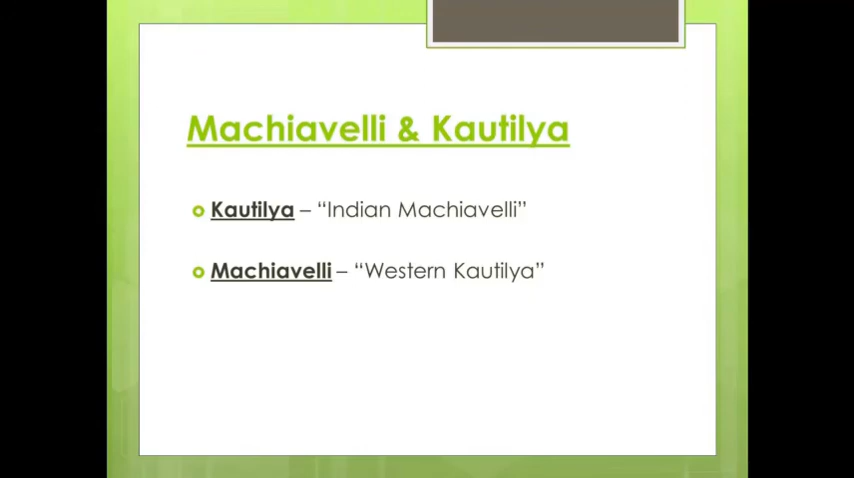 Machiavelli & Kautilya
Kautilya – “Indian Machiavelli”
Machiavelli – “Western Kautilya”